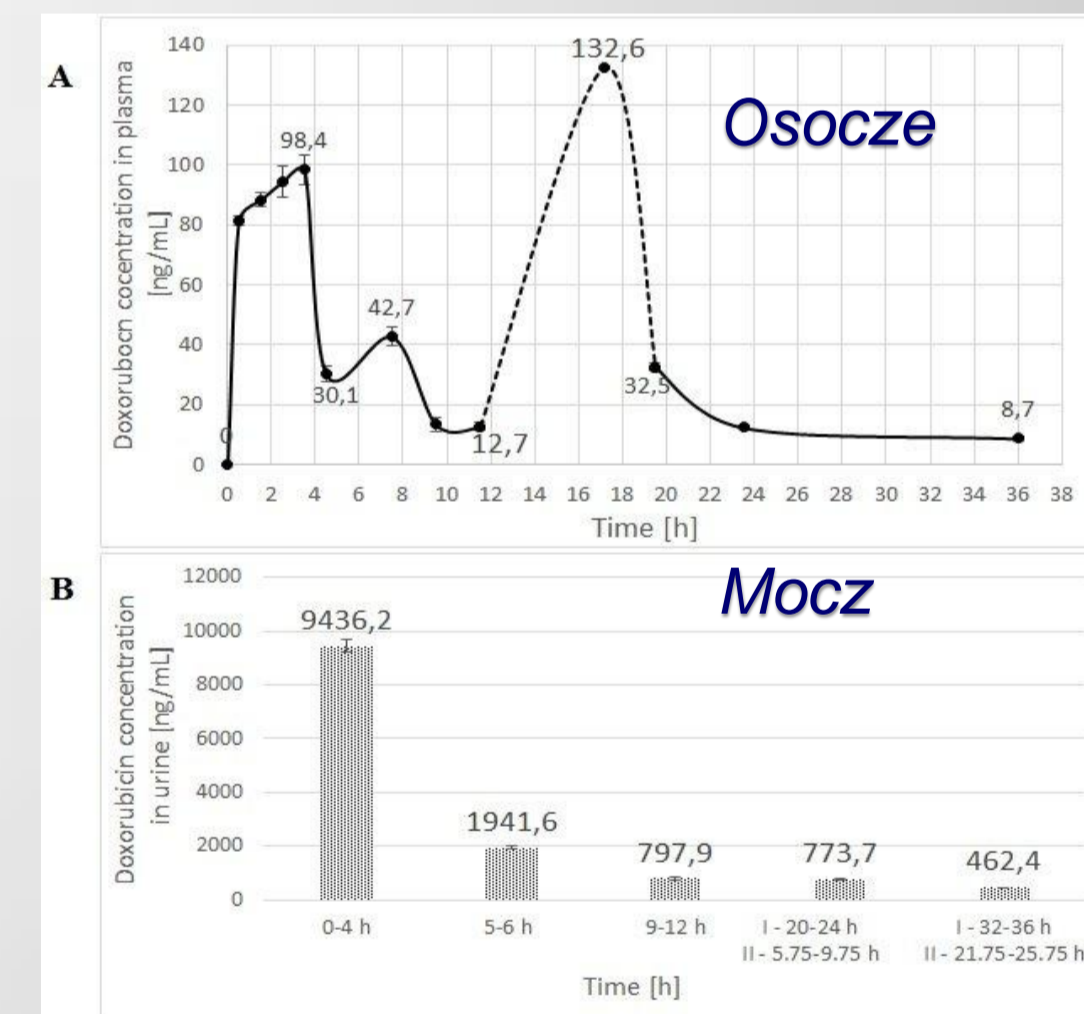 A
Doxorubocn cocentration in plasma
[ng/mL]
140
120
100
80
60
40
20
0
Osocze
0
98,4
30,1
42,7
12,7
132,6
32,5
8,7
0 2 4 6 8 10 12 14 16 18 20 22 24 26 28 30 32 34 36 38
Time [h]
B
Doxorubicin concentration
in urine [ng/mL]
12000
10000
8000
6000
4000
2000
0
Mocz
9436,2
1941,6
797,9
773,7
462,4
0-4 h
5-6 h
9-12 h
I - 20-24 h
II - 5.75-9.75 h
I - 32-36 h
II - 21.75-25.75 h
Time [h]